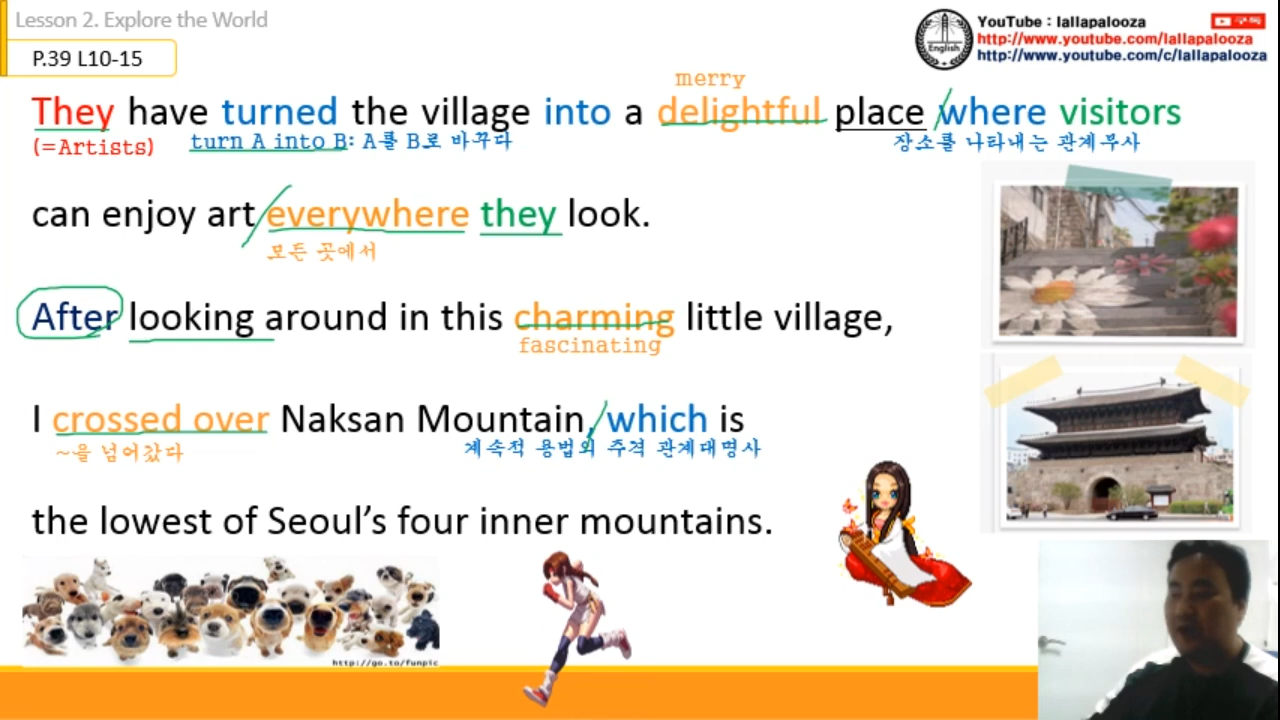 Lesson 2. Explore the World
P.39 L10-15
YouTube : lallapalooza
구독
http://www.youtube.com/lallapalooza
http://www.youtube.com/c/lallapalooza
English
merry
They have turned the village into a delightful place where visitors
(=Artists) turn A into B: A를 B로 바꾸다 장소를 나타내는 관계부사
can enjoy art everywhere they look.
모든 곳에서
After looking around in this charming little village,
fascinating
I crossed over Naksan Mountain, which is
~을 넘어갔다 계속적 용법의 주격 관계대명사
the lowest of Seoul’s four inner mountains.
http://go.to/funpic